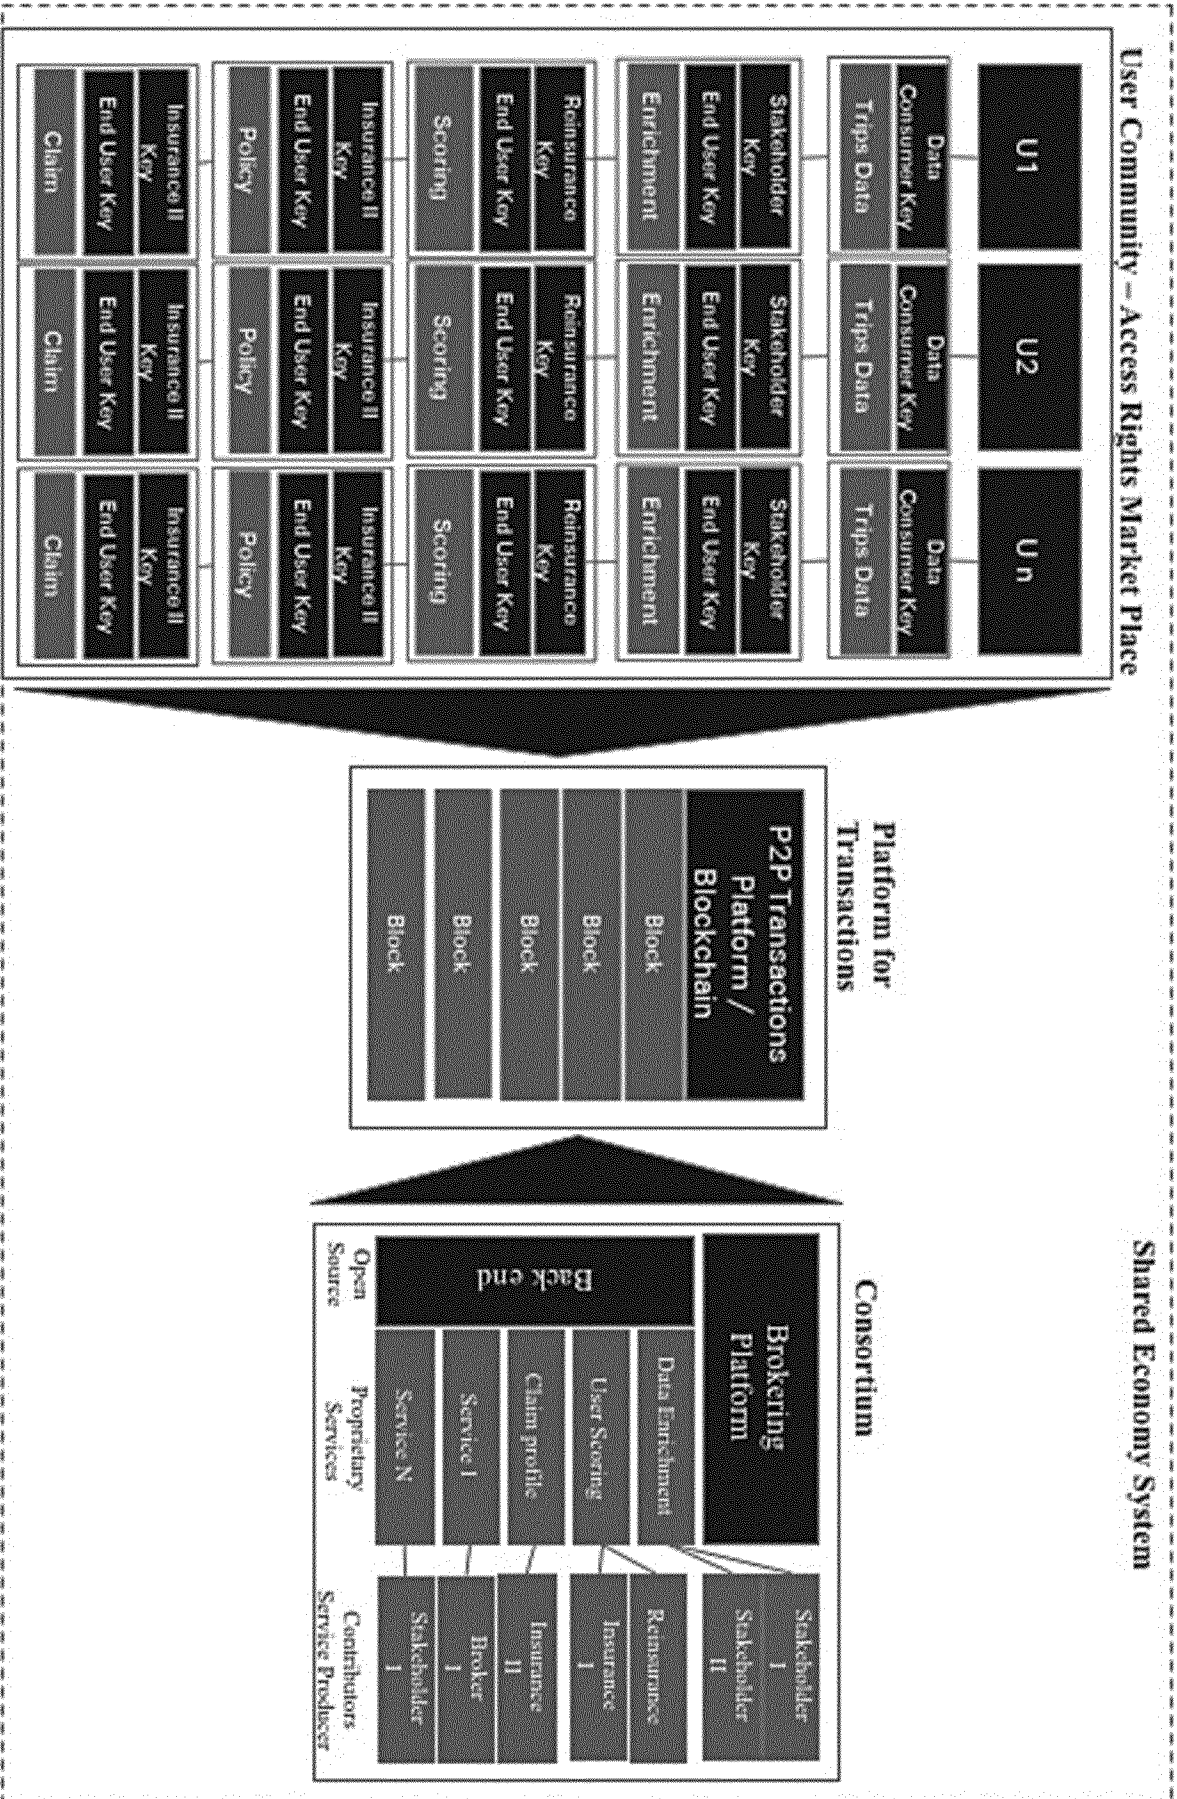 Shared Economy System
User Community – Access Rights Market Place
U1
U2
U n
Data
Consumer Key
Trips Data
Data
Consumer Key
Trips Data
Data
Consumer Key
Trips Data
Stakeholder
Key
End User Key
Enrichment
Stakeholder
Key
End User Key
Enrichment
Stakeholder
Key
End User Key
Enrichment
Reinsurance
Key
End User Key
Scoring
Reinsurance
Key
End User Key
Scoring
Reinsurance
Key
End User Key
Scoring
Insurance II
Key
End User Key
Policy
Insurance II
Key
End User Key
Policy
Insurance II
Key
End User Key
Policy
Insurance II
Key
End User Key
Claim
Insurance II
Key
End User Key
Claim
Insurance II
Key
End User Key
Claim
Platform for
Transactions
P2P Transactions
Platform /
Blockchain
Block
Block
Block
Block
Block
Consortium
Brokering
Platform
Back end
Data Enrichment
User Scoring
Claim profile
Service I
Service N
Stakeholder
I
Stakeholder
II
Reinsurance
Insurance
I
Insurance
II
Broker
I
Stakeholder
I
Open
Source
Proprietary
Services
Contributors
Service Producer